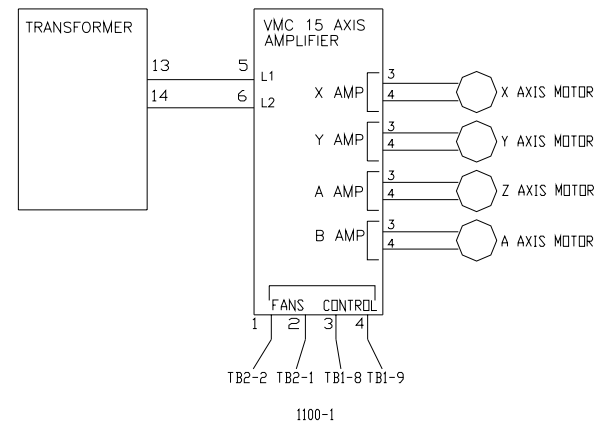 TRANSFORMER
VMC 15 AXIS
AMPLIFIER
13 5
L1
14 6
L2
X AMP 3
4
X AXIS MOTOR
Y AMP 3
4
Y AXIS MOTOR
A AMP 3
4
Z AXIS MOTOR
B AMP 3
4
A AXIS MOTOR
FANS CONTROL
1 2 3 4
TB2-2 TB2-1 TB1-8 TB1-9
1100-1